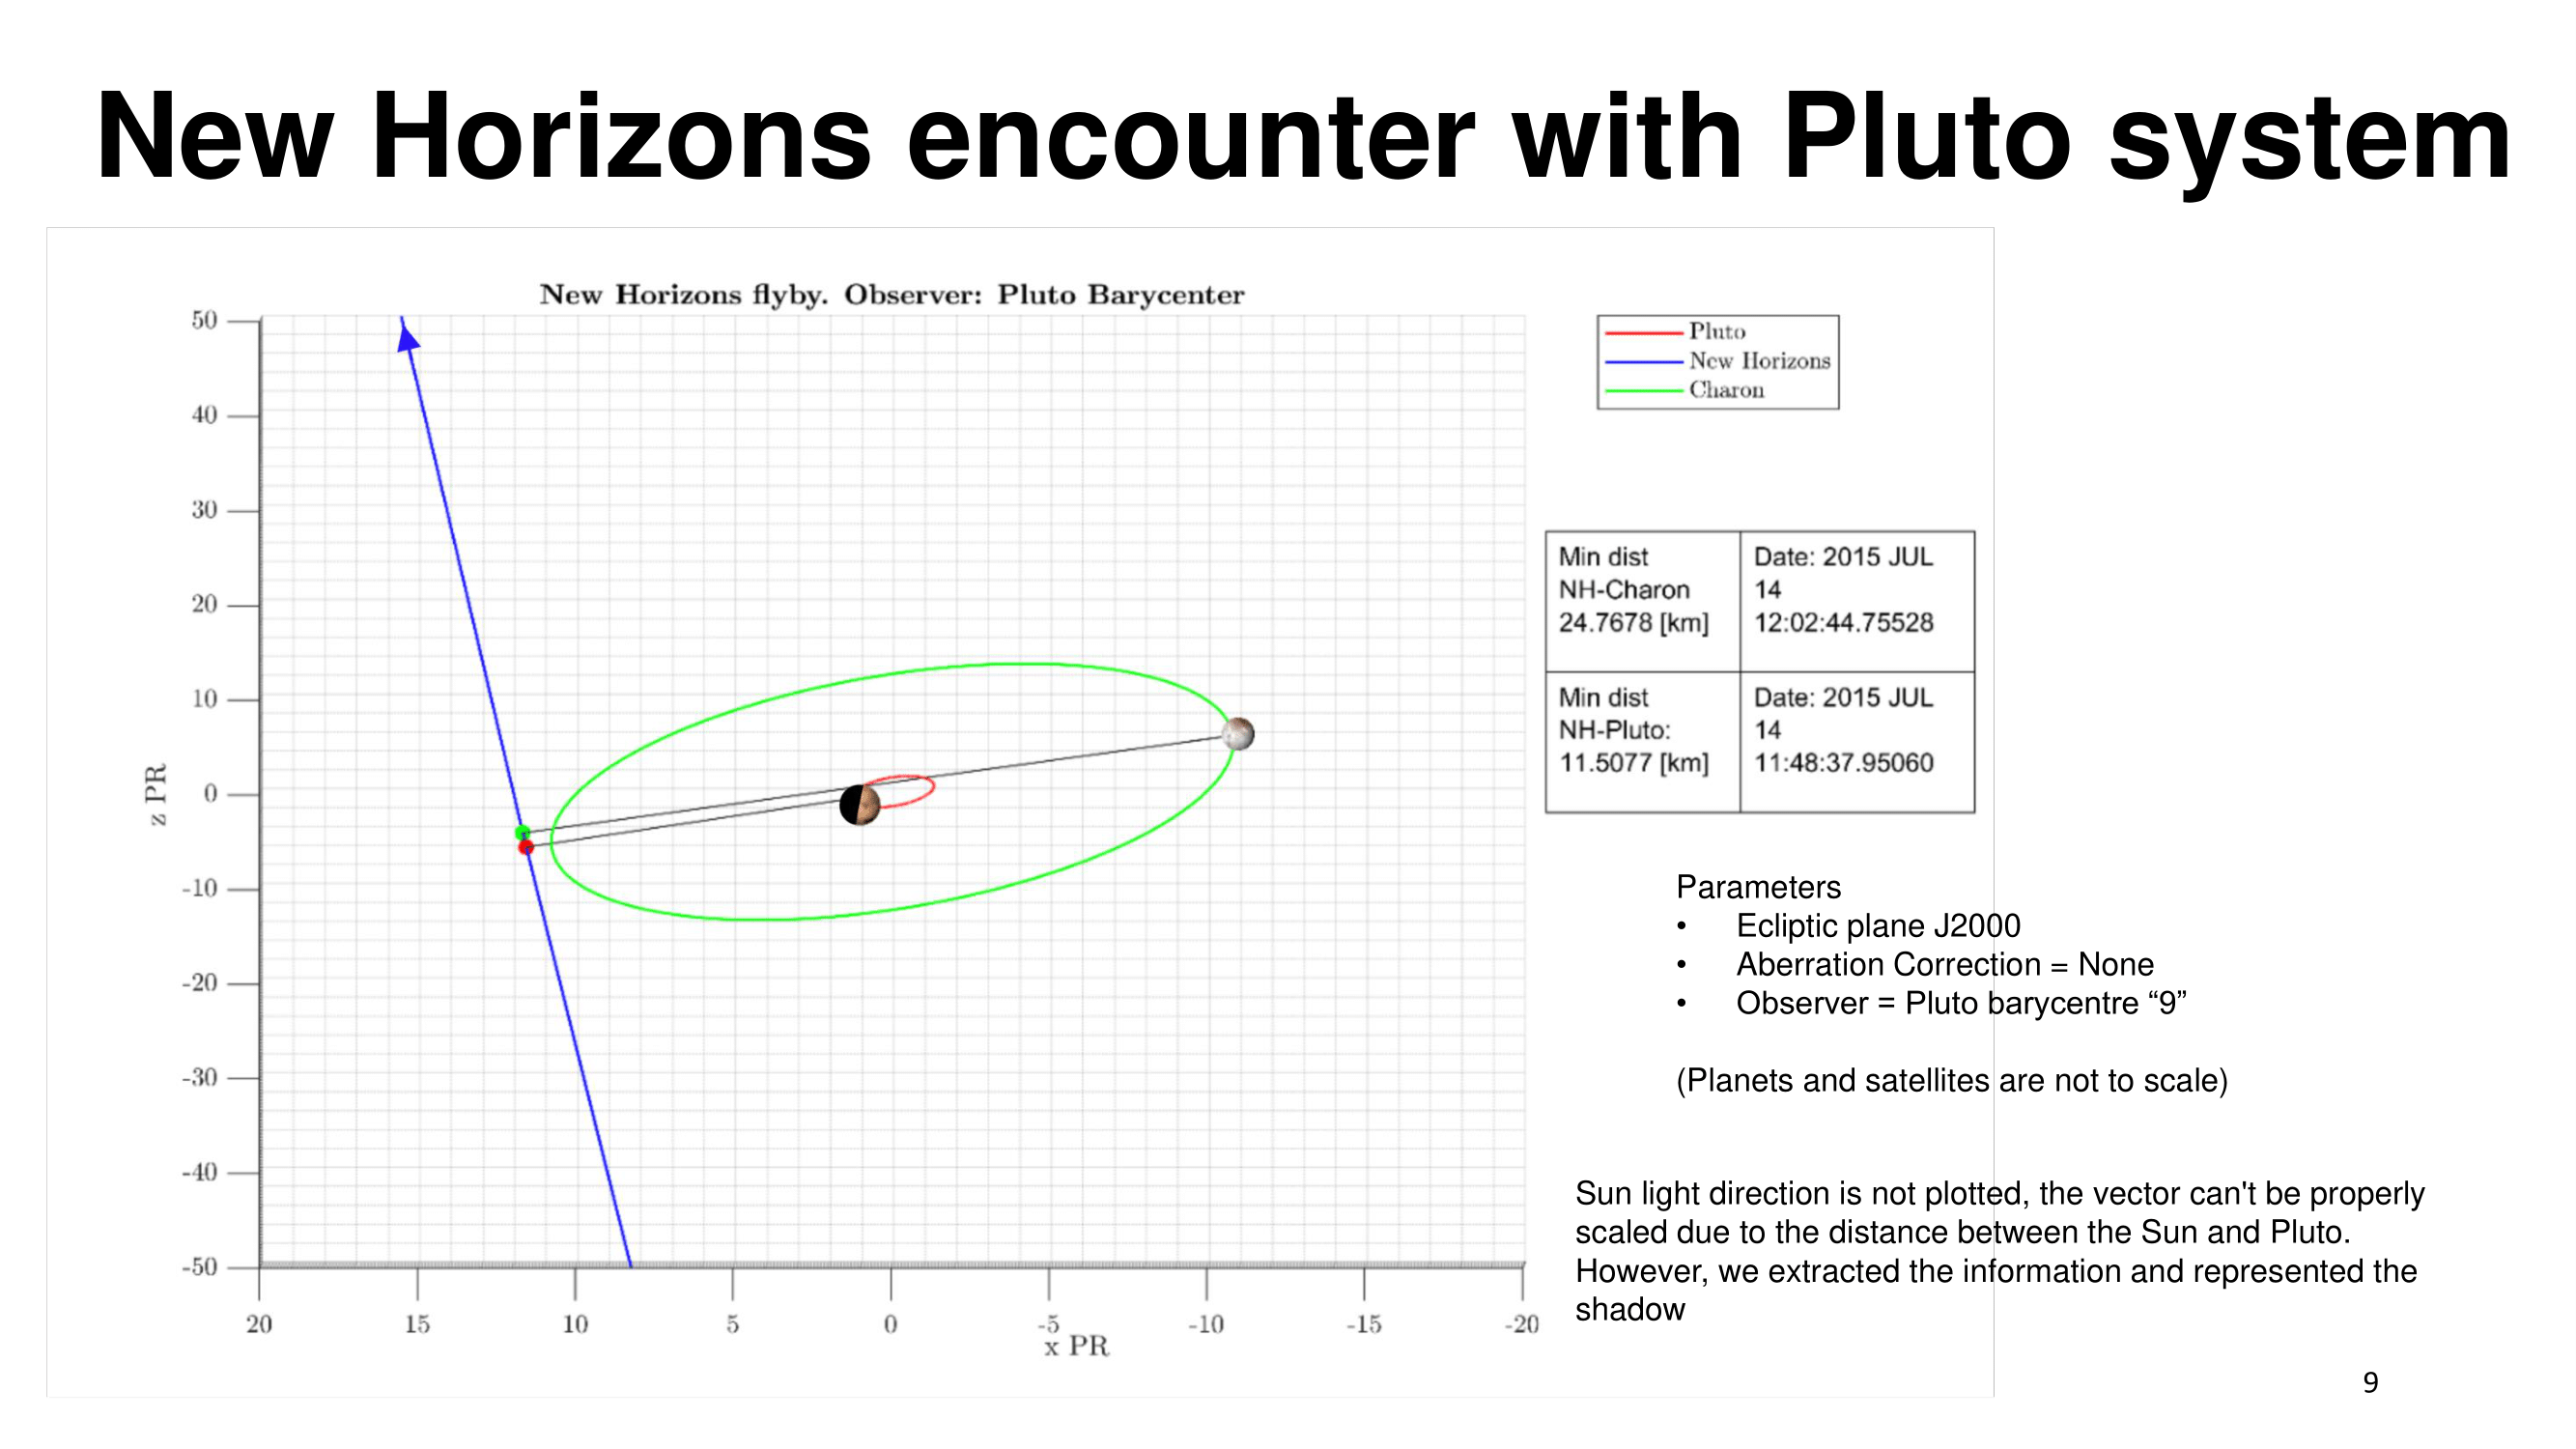 New Horizons encounter with Pluto system
New Horizons flyby. Observer: Pluto Barycenter
50
40
30
20
10
0
-10
-20
-30
-40
-50
z PR
20
15
10
5
0
-5
-10
-15
-20
x PR
Pluto
New Horizons
Charon
Min dist
NH-Charon
24.7678 [km]
Date: 2015 JUL
14
12:02:44.75528
Min dist
NH-Pluto:
11.5077 [km]
Date: 2015 JUL
14
11:48:37.95060
Parameters
• Ecliptic plane J2000
• Aberration Correction = None
• Observer = Pluto barycentre “9”
(Planets and satellites are not to scale)
Sun light direction is not plotted, the vector can't be properly
scaled due to the distance between the Sun and Pluto.
However, we extracted the information and represented the
shadow
9